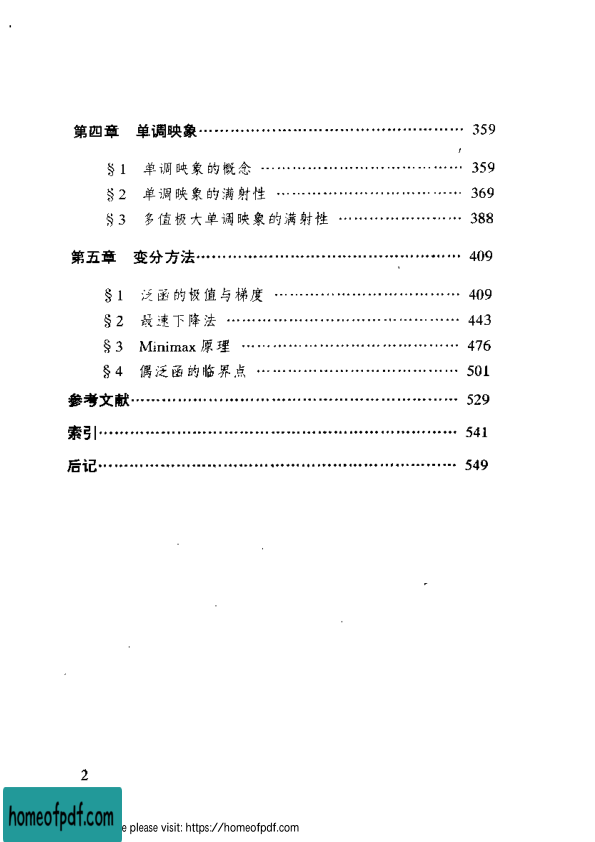 第四章 单调映象…………………………………………… 359
§1 单调映象的概念 ………………………………… 359
§2 单调映象的满射性 ……………………………… 369
§3 多值极大单调映象的满射性 …………………… 388
第五章 变分方法…………………………………………… 409
§1 泛函的极值与梯度 ……………………………… 409
§2 最速下降法 ……………………………………… 443
§3 Minimax 原理 …………………………………… 476
§4 偶泛函的临界点 ………………………………… 501
参考文献……………………………………………………… 529
索引…………………………………………………………… 541
后记…………………………………………………………… 549
2
homeofpdf.com
e please visit: https://homeofpdf.com